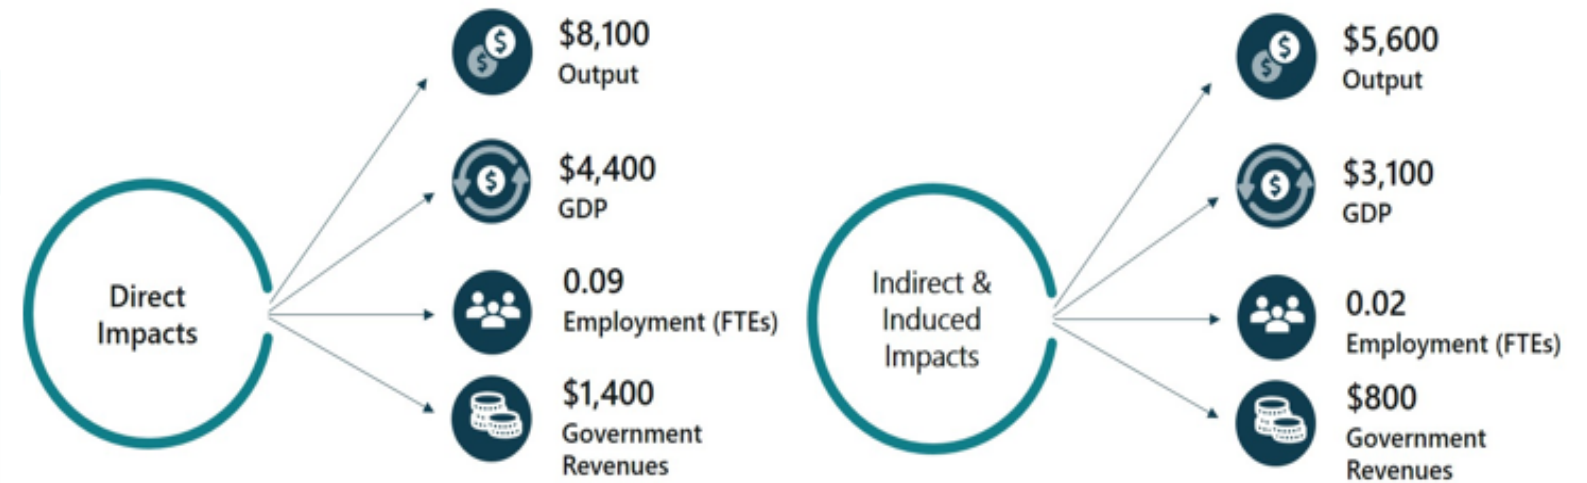 Direct
Impacts
$8,100
Output
$4,400
GDP
0.09
Employment (FTEs)
$1,400
Government
Revenues
Indirect &
Induced
Impacts
$5,600
Output
$3,100
GDP
0.02
Employment (FTEs)
$800
Government
Revenues